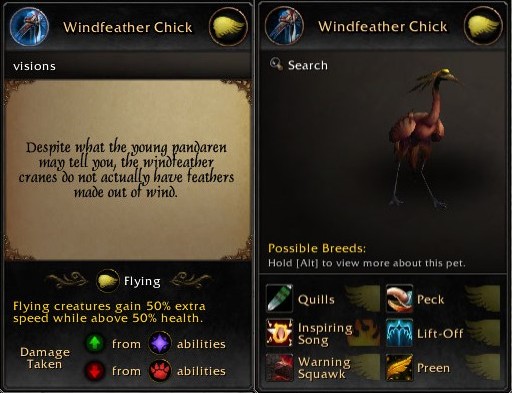 Windfeather Chick
visions
Despite what the young pandaren
may tell you, the windfeather
cranes do not actually have feathers
made out of wind.
Flying
Flying creatures gain 50% extra
speed while above 50% health.
Damage
Taken
from abilities
from abilities
Windfeather Chick
Search
Possible Breeds:
Hold [Alt] to view more about this pet.
Quills
Peck
Inspiring
Song
Lift-Off
Warning
Squawk
Preen